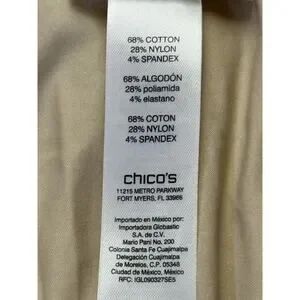 68% COTTON
28% NYLON
4% SPANDEX
68% ALGODÓN
28% poliamida
4% elastano
68% COTON
28% NYLON
4% SPANDEX
chico's
11215 METRO PARKWAY
FORT MYERS, FL 33966
Importado en México por:
Importadora Globastic
S.A. de C.V.
Mario Pani No. 200
Colonia Santa Fe Cuajimalpa
Delegación Cuajimalpa
de Morelos, C.P. 05348
Ciudad de México, México
RFC: IGL090327SE5